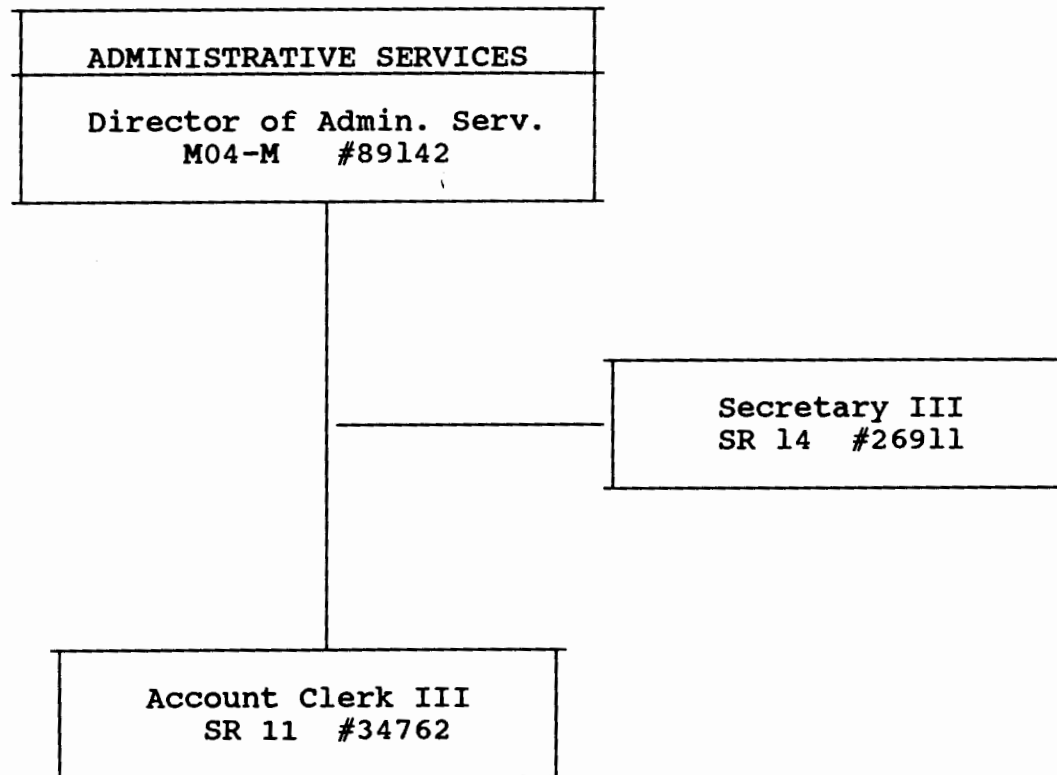 ADMINISTRATIVE SERVICES
Director of Admin. Serv.
M04-M #89142
Secretary III
SR 14 #26911
Account Clerk III
SR 11 #34762